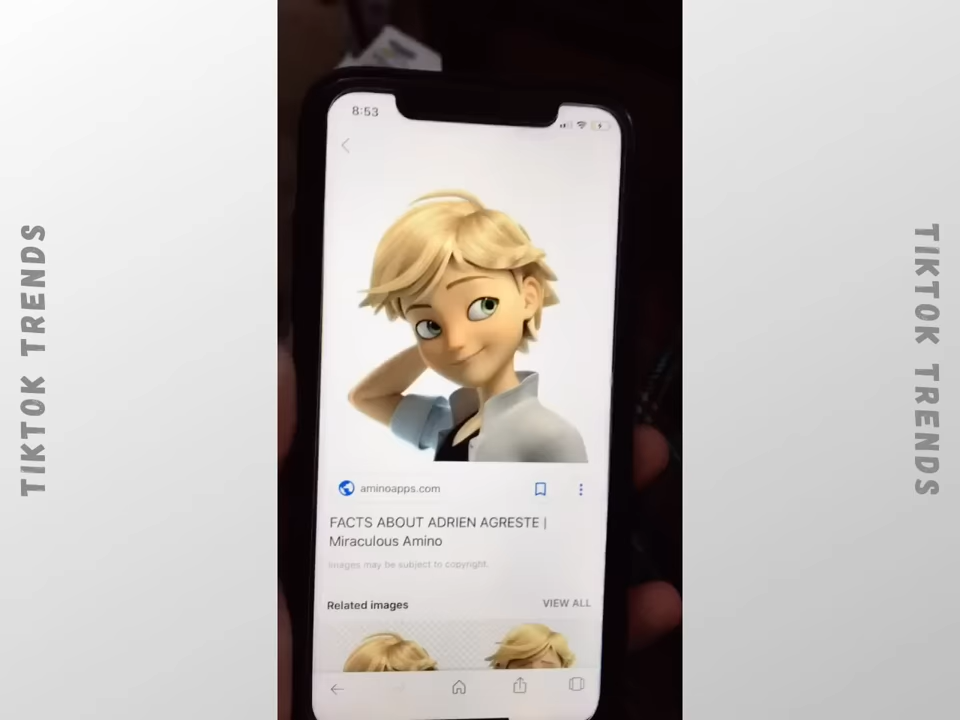 TIKTOK TRENDS
8:53
aminoapps.com
FACTS ABOUT ADRIEN AGRESTE |
Miraculous Amino
Images may be subject to copyright.
Related images
VIEW ALL
TIKTOK TRENDS